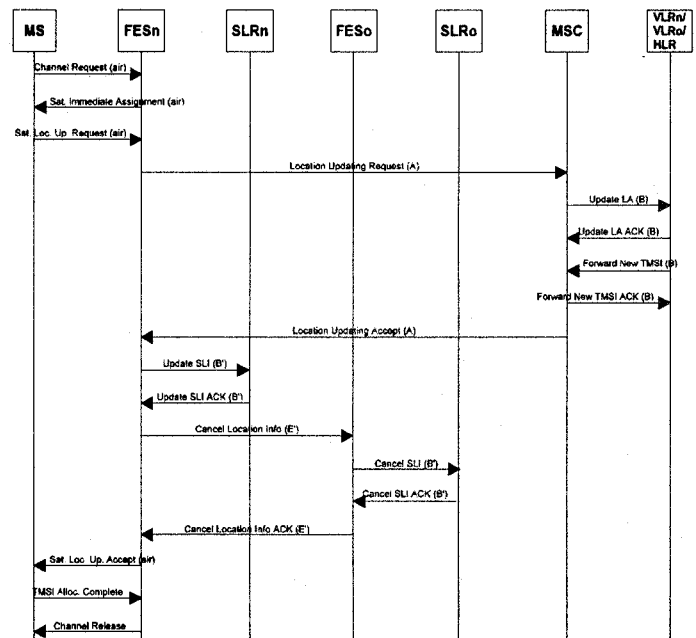 MS
FESn
SLRn
FESo
SLRo
MSC
VLRn/
VLRo/
HLR
Channel Request (air)
Sat. Immediate Assignment (air)
Sat. Loc. Up. Request (air)
Location Updating Request (A)
Update LA (B)
Update LA ACK (B)
Forward New TMSI (B)
Forward New TMSI ACK (B)
Location Updating Accept (A)
Update SLI (B')
Update SLI ACK (B')
Cancel Location Info (E')
Cancel SLI (B')
Cancel SLI ACK (B')
Cancel Location Info ACK (E')
Sat. Loc. Up. Accept (air)
TMSI Alloc. Complete
Channel Release